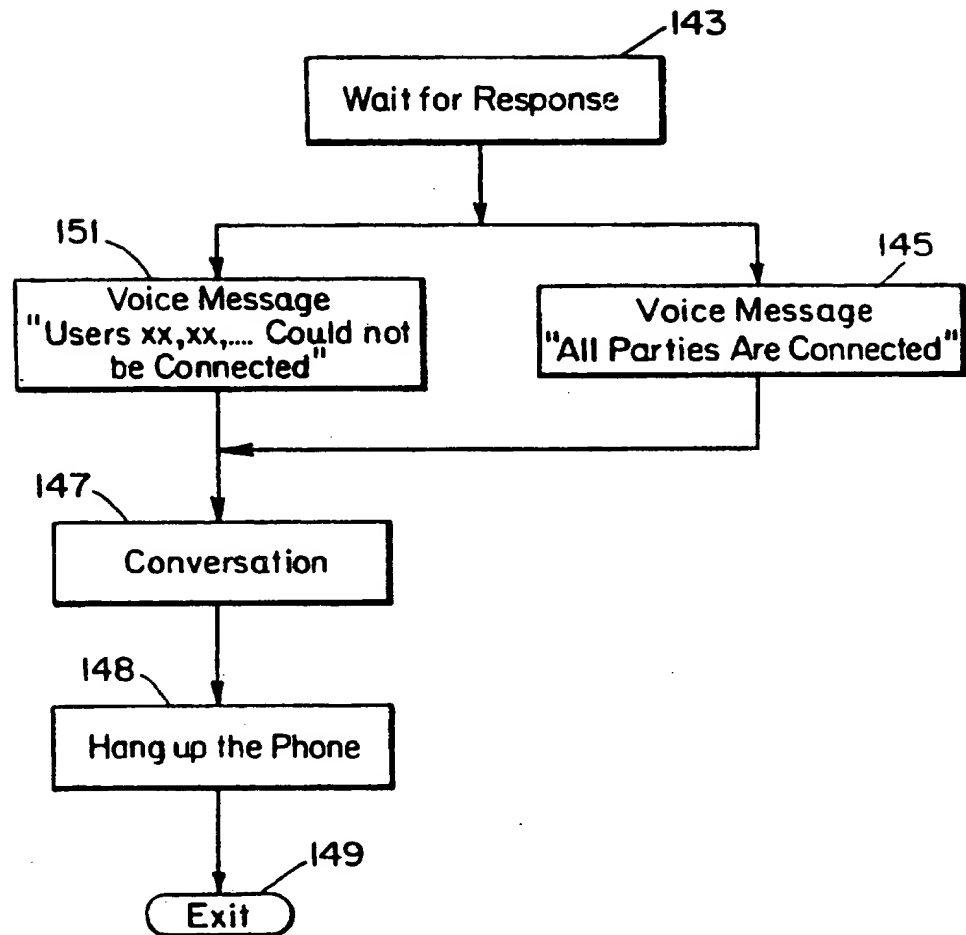 143
Wait for Response
151
Voice Message
"Users xx,xx,.... Could not
be Connected"
145
Voice Message
"All Parties Are Connected"
147
Conversation
148
Hang up the Phone
149
Exit